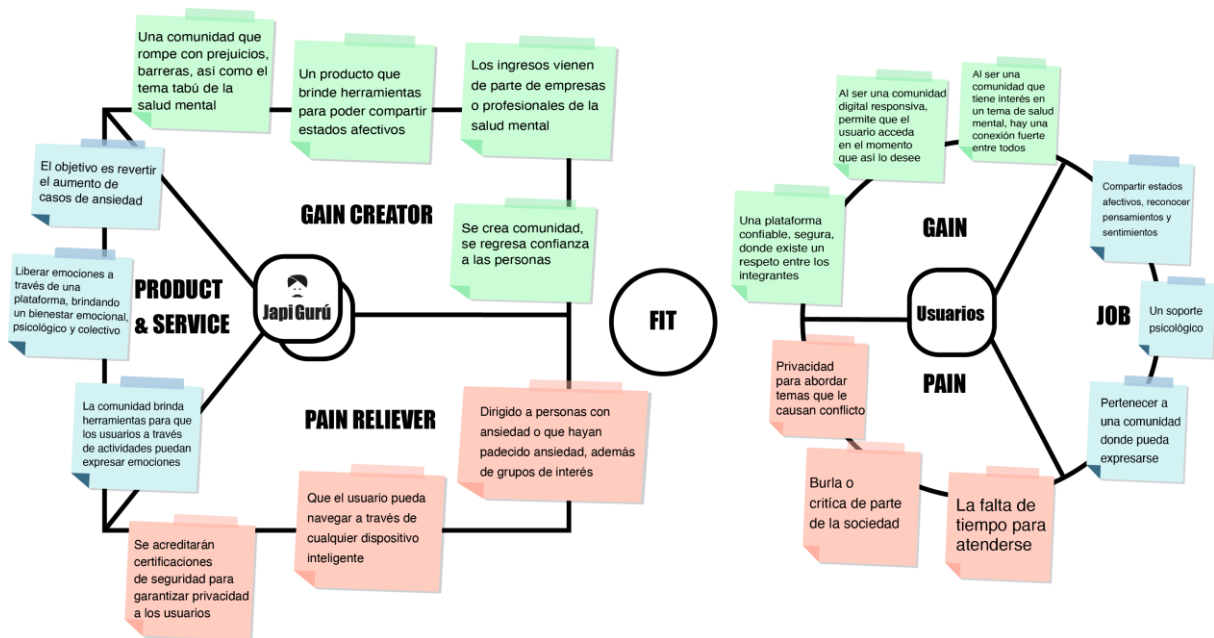 Una comunidad que
rompe con prejuicios,
barreras, así como el
tema tabú de la
salud mental
Un producto que
brinde herramientas
para poder compartir
estados afectivos
Los ingresos vienen
de parte de empresas
o profesionales de la
salud mental
El objetivo es revertir
el aumento de
casos de ansiedad
GAIN CREATOR
Se crea comunidad,
se regresa confianza
a las personas
Liberar emociones a
través de una
plataforma, brindando
un bienestar emocional,
psicológico y colectivo
PRODUCT
& SERVICE
Japi Gurú
La comunidad brinda
herramientas para que
los usuarios a través
de actividades puedan
expresar emociones
PAIN RELIEVER
Dirigido a personas con
ansiedad o que hayan
padecido ansiedad, además
de grupos de interés
Que el usuario pueda
navegar a través de
cualquier dispositivo
inteligente
Se acreditarán
certificaciones
de seguridad para
garantizar privacidad
a los usuarios
FIT
Al ser una comunidad
digital responsiva,
permite que el
usuario acceda
en el momento
que así lo desee
Al ser una
comunidad que
tiene interés en
un tema de salud
mental, hay una
conexión fuerte
entre todos
Una plataforma
confiable, segura,
donde existe un
respeto entre los
integrantes
GAIN
Compartir estados
afectivos, reconocer
pensamientos y
sentimientos
Usuarios
JOB
Un soporte
psicológico
Privacidad
para abordar
temas que le
causan conflicto
PAIN
Pertenecer a
una comunidad
donde pueda
expresarse
Burla o
crítica de parte
de la sociedad
La falta de
tiempo para
atenderse